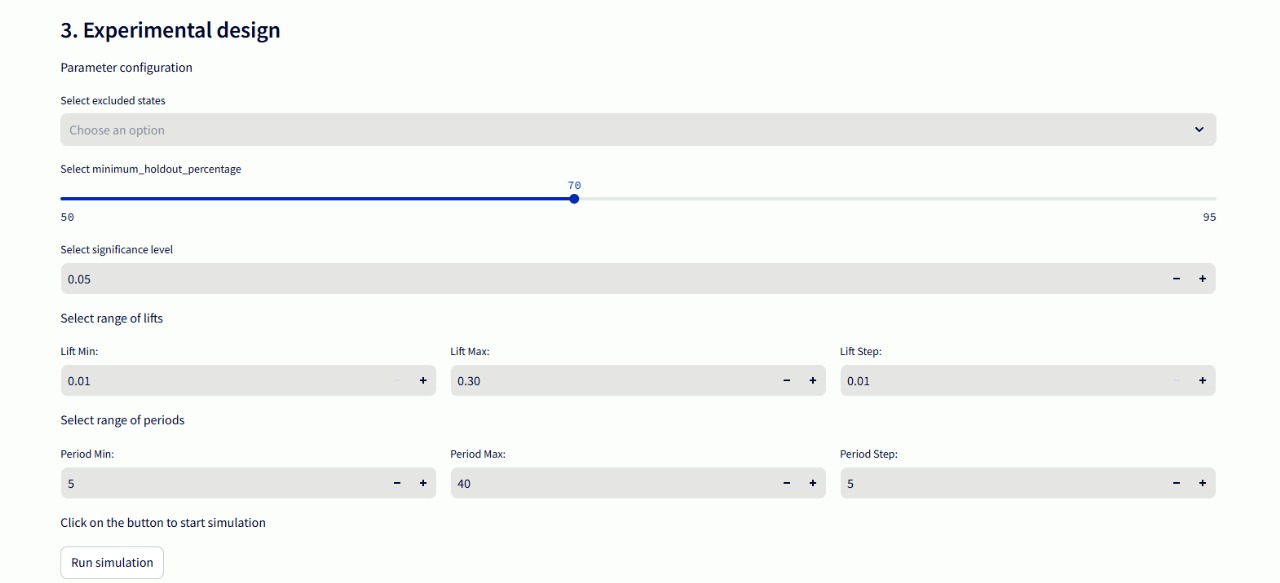 3. Experimental design
Parameter configuration
Select excluded states
Choose an option
Select minimum_holdout_percentage
70
50 95
Select significance level
0.05 - +
Select range of lifts
Lift Min: Lift Max: Lift Step:
0.01 - + 0.30 - + 0.01 - +
Select range of periods
Period Min: Period Max: Period Step:
5 - + 40 - + 5 - +
Click on the button to start simulation
Run simulation